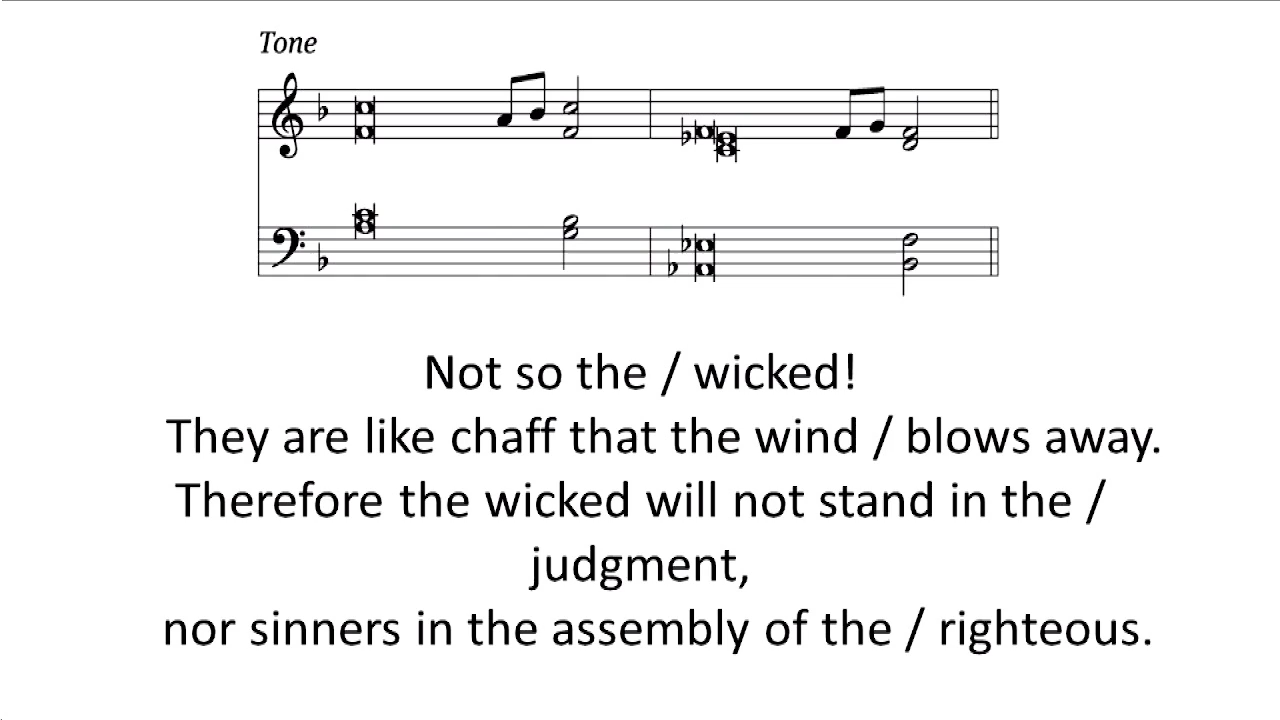 Tone
Not so the / wicked!
They are like chaff that the wind / blows away.
Therefore the wicked will not stand in the /
judgment,
nor sinners in the assembly of the / righteous.